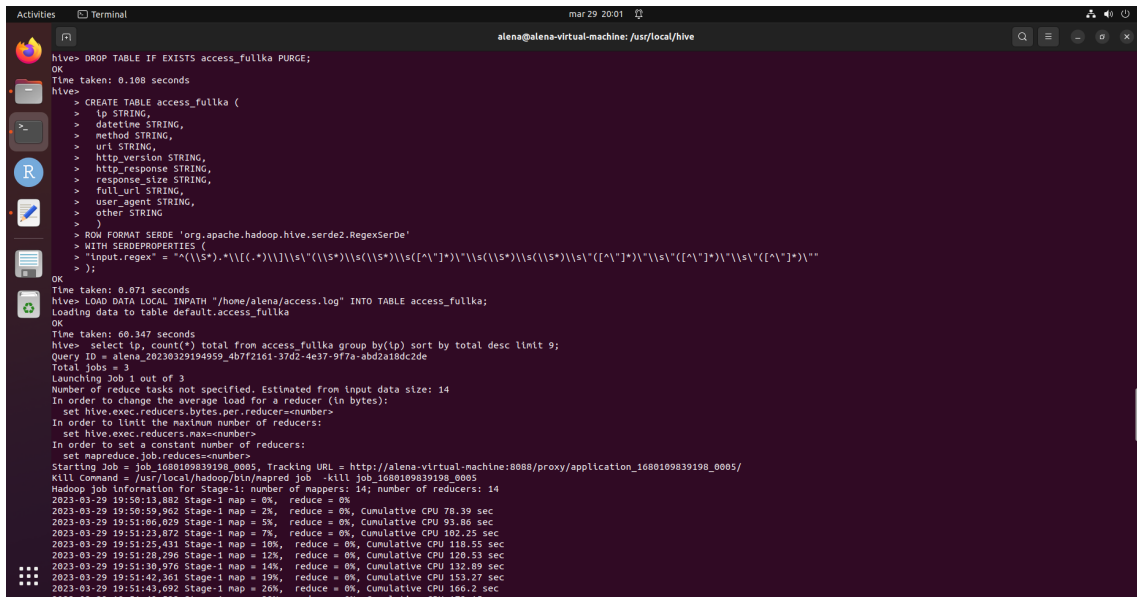 Activities Terminal mar 29 20:01
alena@alena-virtual-machine: /usr/local/hive
hive> DROP TABLE IF EXISTS access_fullka PURGE;
OK
Time taken: 0.108 seconds
hive>
    > CREATE TABLE access_fullka (
    >   ip STRING,
    >   datetime STRING,
    >   method STRING,
    >   uri STRING,
    >   http_version STRING,
    >   http_response STRING,
    >   response_size STRING,
    >   full_url STRING,
    >   user_agent STRING,
    >   other STRING
    >   )
    > ROW FORMAT SERDE 'org.apache.hadoop.hive.serde2.RegexSerDe'
    > WITH SERDEPROPERTIES (
    > "input.regex" = "^(\\S*).*\\[(.*)\\]\\s\"(\\S*)\\s(\\S*)\\s([^\"]*)\"\\s(\\S*)\\s(\\S*)\\s\"([^\"]*)\"\\s\"([^\"]*)\"\\s\"([^\"]*)\""
    > );
OK
Time taken: 0.071 seconds
hive> LOAD DATA LOCAL INPATH "/home/alena/access.log" INTO TABLE access_fullka;
Loading data to table default.access_fullka
OK
Time taken: 60.347 seconds
hive>  select ip, count(*) total from access_fullka group by(ip) sort by total desc limit 9;
Query ID = alena_20230329194959_4b7f2161-37d2-4e37-9f7a-abd2a18dc2de
Total jobs = 3
Launching Job 1 out of 3
Number of reduce tasks not specified. Estimated from input data size: 14
In order to change the average load for a reducer (in bytes):
  set hive.exec.reducers.bytes.per.reducer=<number>
In order to limit the maximum number of reducers:
  set hive.exec.reducers.max=<number>
In order to set a constant number of reducers:
  set mapreduce.job.reduces=<number>
Starting Job = job_1680109839198_0005, Tracking URL = http://alena-virtual-machine:8088/proxy/application_1680109839198_0005/
Kill Command = /usr/local/hadoop/bin/mapred job  -kill job_1680109839198_0005
Hadoop job information for Stage-1: number of mappers: 14; number of reducers: 14
2023-03-29 19:50:13,882 Stage-1 map = 0%,  reduce = 0%
2023-03-29 19:50:59,962 Stage-1 map = 2%,  reduce = 0%, Cumulative CPU 78.39 sec
2023-03-29 19:51:06,029 Stage-1 map = 5%,  reduce = 0%, Cumulative CPU 93.86 sec
2023-03-29 19:51:23,872 Stage-1 map = 7%,  reduce = 0%, Cumulative CPU 102.25 sec
2023-03-29 19:51:25,431 Stage-1 map = 10%,  reduce = 0%, Cumulative CPU 118.55 sec
2023-03-29 19:51:28,296 Stage-1 map = 12%,  reduce = 0%, Cumulative CPU 120.53 sec
2023-03-29 19:51:30,976 Stage-1 map = 14%,  reduce = 0%, Cumulative CPU 132.89 sec
2023-03-29 19:51:42,361 Stage-1 map = 19%,  reduce = 0%, Cumulative CPU 153.27 sec
2023-03-29 19:51:43,692 Stage-1 map = 26%,  reduce = 0%, Cumulative CPU 166.2 sec